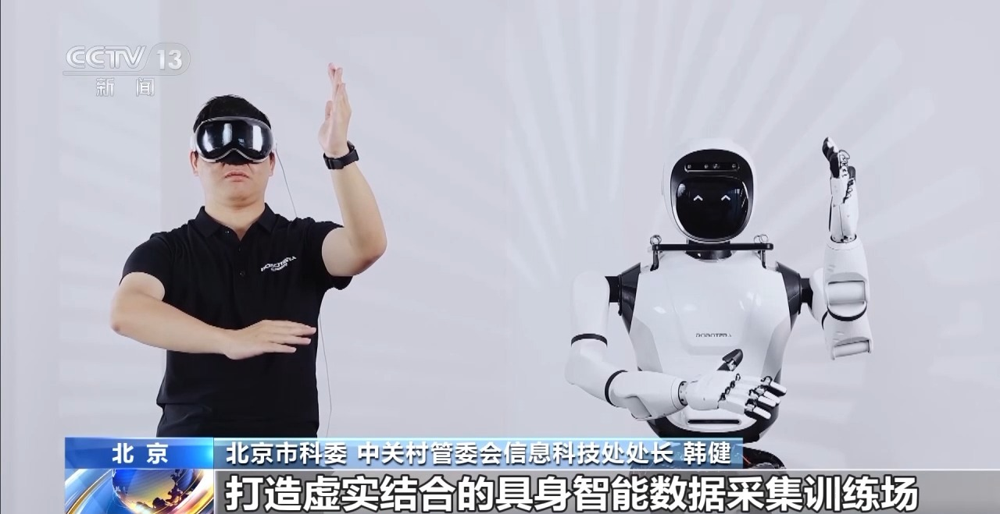 CCTV 13
新闻
ROBOTERA
ROBOTERA
北京
北京市科委 中关村管委会信息科技处处长 韩健
打造虚实结合的具身智能数据采集训练场